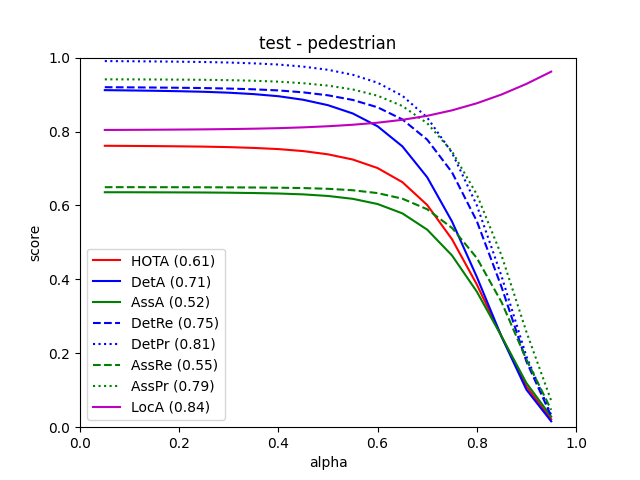 test - pedestrian
1.0
0.8
0.6
0.4
0.2
0.0
score
HOTA (0.61)
DetA (0.71)
AssA (0.52)
DetRe (0.75)
DetPr (0.81)
AssRe (0.55)
AssPr (0.79)
LocA (0.84)
0.0 0.2 0.4 0.6 0.8 1.0
alpha